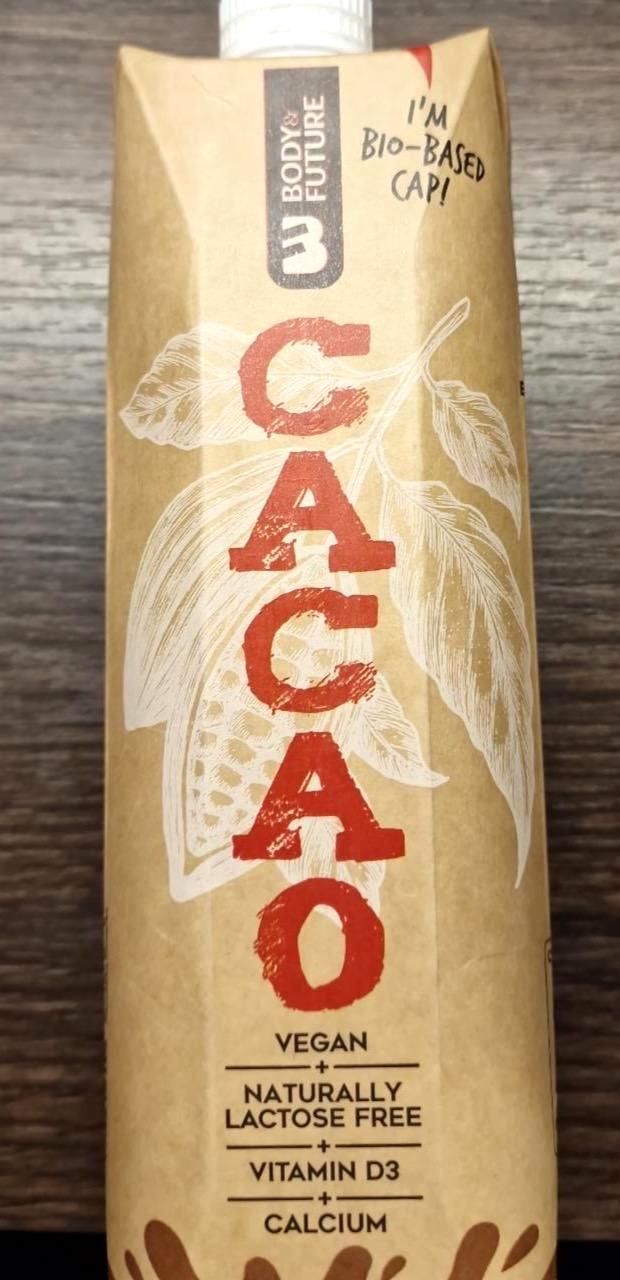 BODY&
FUTURE
I'M
BIO-BASED
CAP!
CACAO
VEGAN
+
NATURALLY
LACTOSE FREE
+
VITAMIN D3
+
CALCIUM